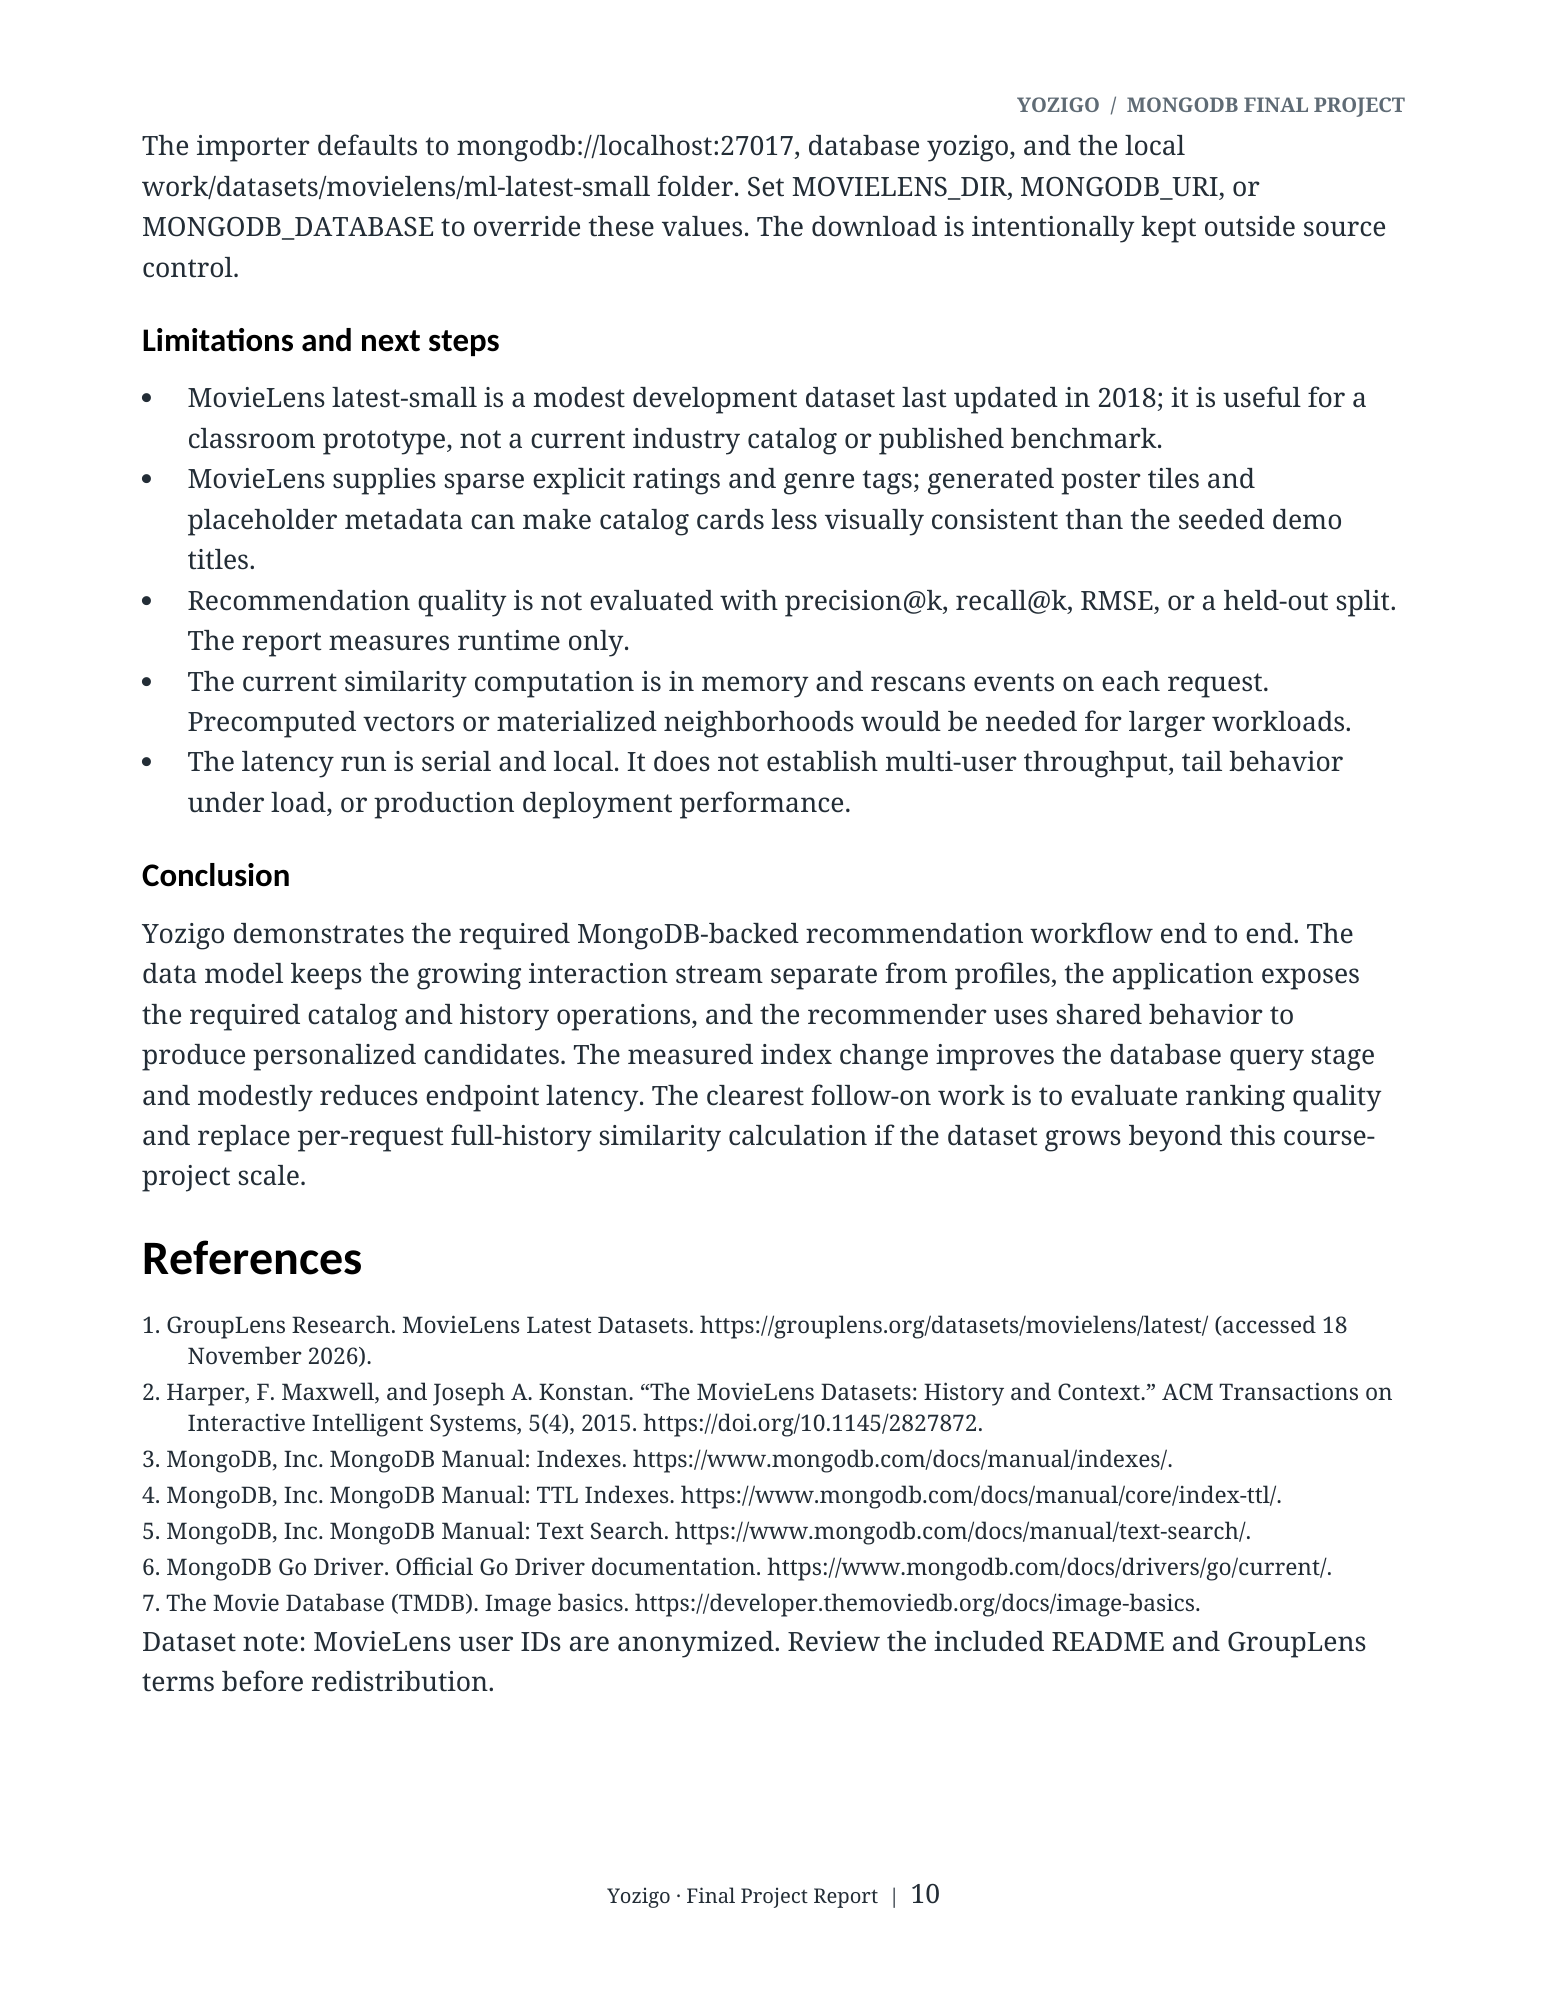 YOZIGO / MONGODB FINAL PROJECT
The importer defaults to mongodb://localhost:27017, database yozigo, and the local
work/datasets/movielens/ml-latest-small folder. Set MOVIELENS_DIR, MONGODB_URI, or
MONGODB_DATABASE to override these values. The download is intentionally kept outside source
control.
Limitations and next steps
• MovieLens latest-small is a modest development dataset last updated in 2018; it is useful for a
classroom prototype, not a current industry catalog or published benchmark.
• MovieLens supplies sparse explicit ratings and genre tags; generated poster tiles and
placeholder metadata can make catalog cards less visually consistent than the seeded demo
titles.
• Recommendation quality is not evaluated with precision@k, recall@k, RMSE, or a held-out split.
The report measures runtime only.
• The current similarity computation is in memory and rescans events on each request.
Precomputed vectors or materialized neighborhoods would be needed for larger workloads.
• The latency run is serial and local. It does not establish multi-user throughput, tail behavior
under load, or production deployment performance.
Conclusion
Yozigo demonstrates the required MongoDB-backed recommendation workflow end to end. The
data model keeps the growing interaction stream separate from profiles, the application exposes
the required catalog and history operations, and the recommender uses shared behavior to
produce personalized candidates. The measured index change improves the database query stage
and modestly reduces endpoint latency. The clearest follow-on work is to evaluate ranking quality
and replace per-request full-history similarity calculation if the dataset grows beyond this course-
project scale.
References
1. GroupLens Research. MovieLens Latest Datasets. https://grouplens.org/datasets/movielens/latest/ (accessed 18
November 2026).
2. Harper, F. Maxwell, and Joseph A. Konstan. “The MovieLens Datasets: History and Context.” ACM Transactions on
Interactive Intelligent Systems, 5(4), 2015. https://doi.org/10.1145/2827872.
3. MongoDB, Inc. MongoDB Manual: Indexes. https://www.mongodb.com/docs/manual/indexes/.
4. MongoDB, Inc. MongoDB Manual: TTL Indexes. https://www.mongodb.com/docs/manual/core/index-ttl/.
5. MongoDB, Inc. MongoDB Manual: Text Search. https://www.mongodb.com/docs/manual/text-search/.
6. MongoDB Go Driver. Official Go Driver documentation. https://www.mongodb.com/docs/drivers/go/current/.
7. The Movie Database (TMDB). Image basics. https://developer.themoviedb.org/docs/image-basics.
Dataset note: MovieLens user IDs are anonymized. Review the included README and GroupLens
terms before redistribution.
Yozigo · Final Project Report | 10